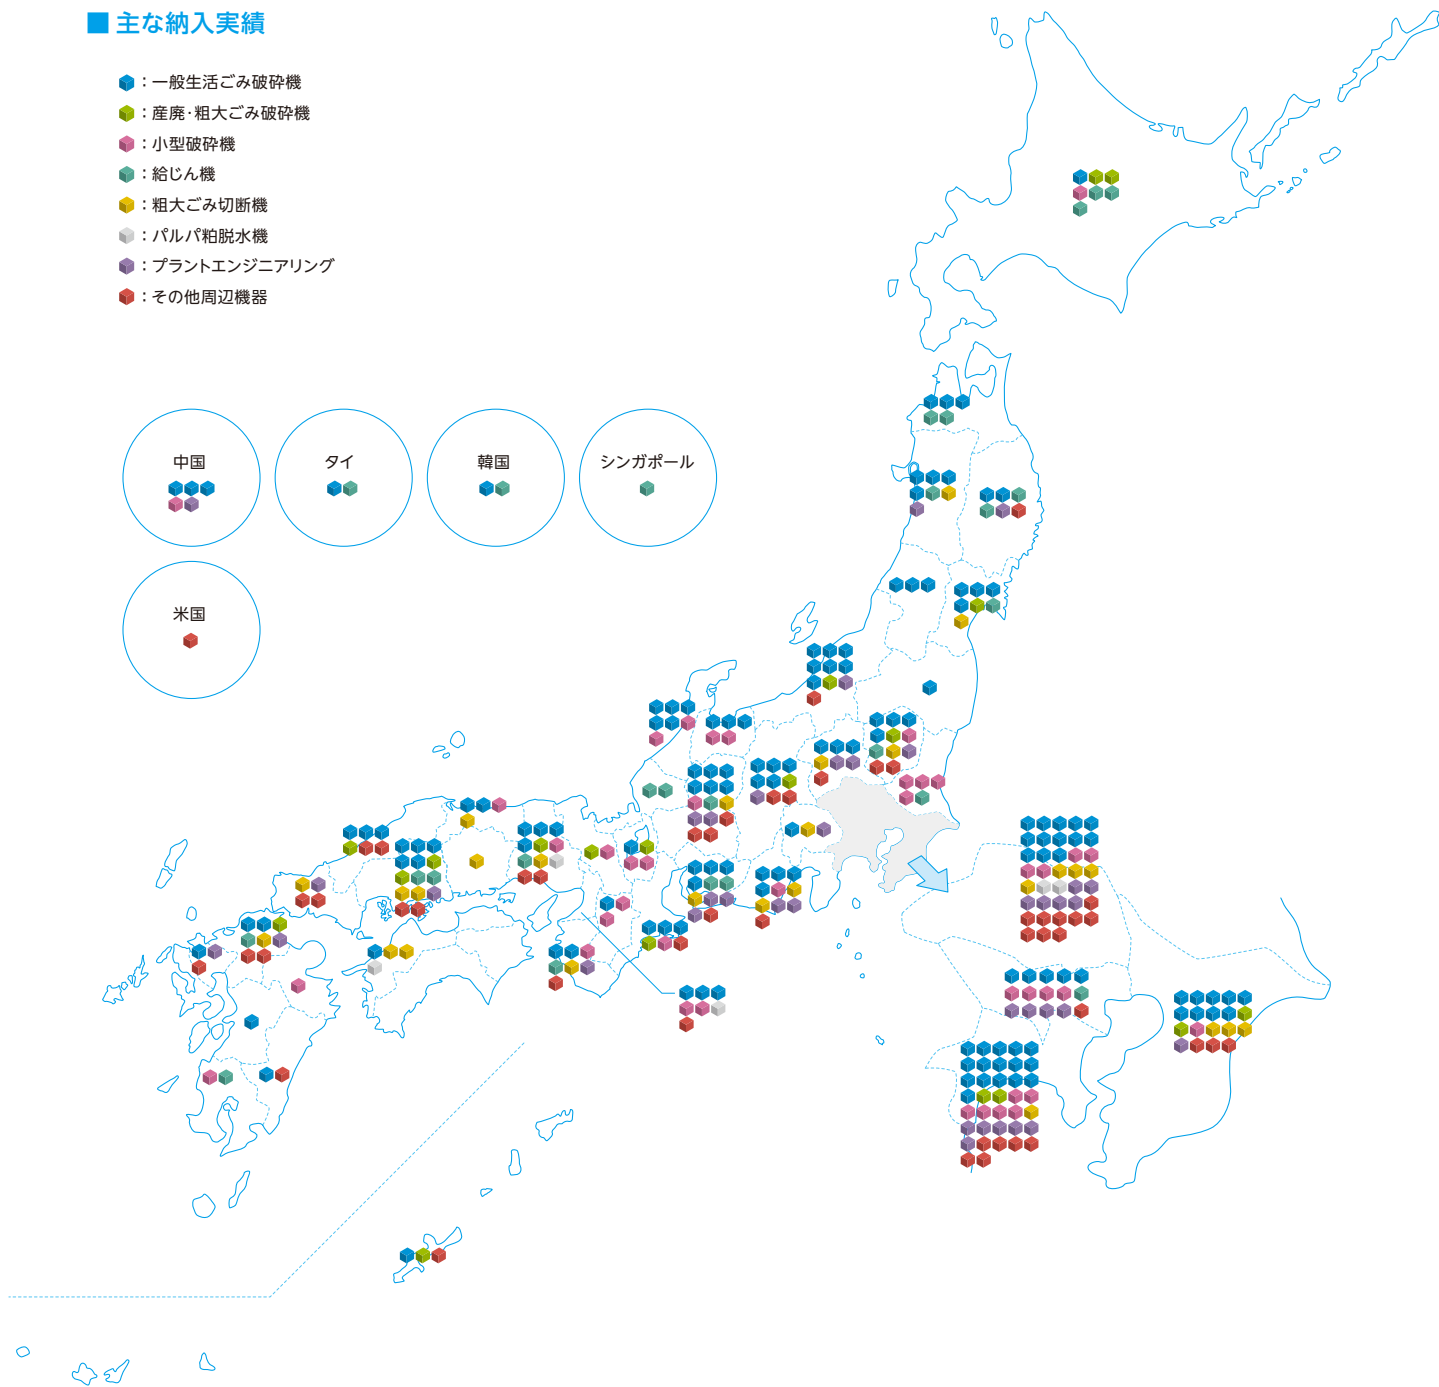 ■ 主な納入実績
：一般生活ごみ破砕機
：産廃・粗大ごみ破砕機
：小型破砕機
：給じん機
：粗大ごみ切断機
：パルパ粕脱水機
：プラントエンジニアリング
：その他周辺機器
中国
タイ
韓国
シンガポール
米国